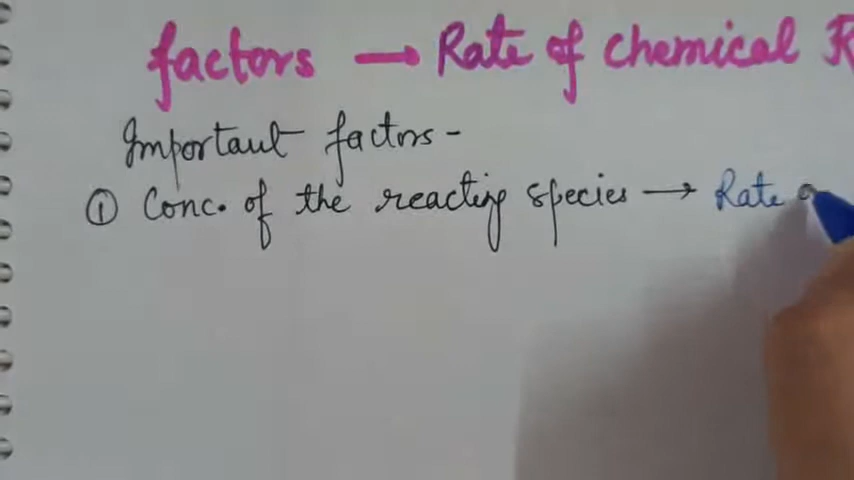 factors → Rate of chemical R
Important factors -
① Conc. of the reacting species → Rate